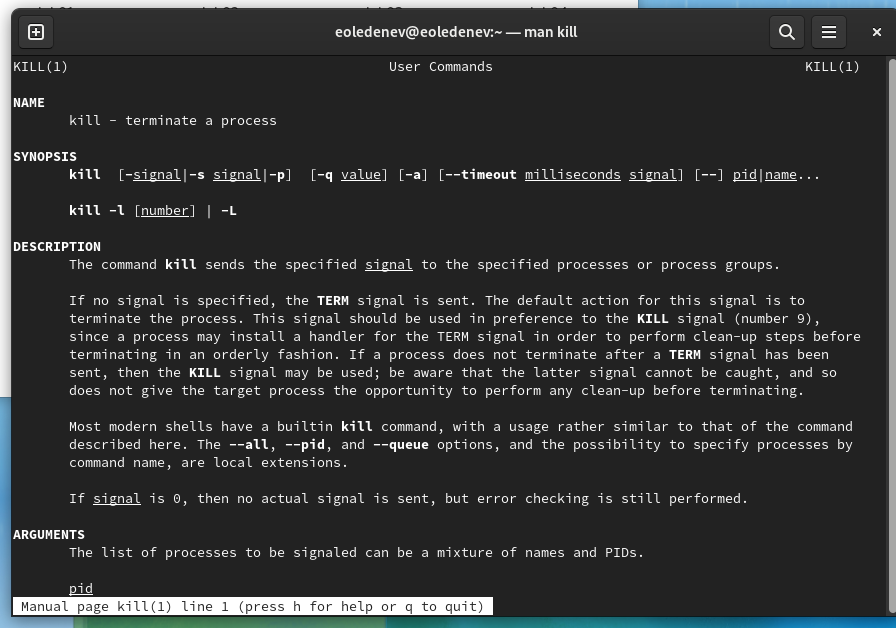 eoledenev@eoledenev:~ — man kill
KILL(1) User Commands KILL(1)
NAME
kill - terminate a process
SYNOPSIS
kill [-signal|-s signal|-p] [-q value] [-a] [--timeout milliseconds signal] [--] pid|name...
kill -l [number] | -L
DESCRIPTION
The command kill sends the specified signal to the specified processes or process groups.
If no signal is specified, the TERM signal is sent. The default action for this signal is to
terminate the process. This signal should be used in preference to the KILL signal (number 9),
since a process may install a handler for the TERM signal in order to perform clean-up steps before
terminating in an orderly fashion. If a process does not terminate after a TERM signal has been
sent, then the KILL signal may be used; be aware that the latter signal cannot be caught, and so
does not give the target process the opportunity to perform any clean-up before terminating.
Most modern shells have a builtin kill command, with a usage rather similar to that of the command
described here. The --all, --pid, and --queue options, and the possibility to specify processes by
command name, are local extensions.
If signal is 0, then no actual signal is sent, but error checking is still performed.
ARGUMENTS
The list of processes to be signaled can be a mixture of names and PIDs.
pid
Manual page kill(1) line 1 (press h for help or q to quit)